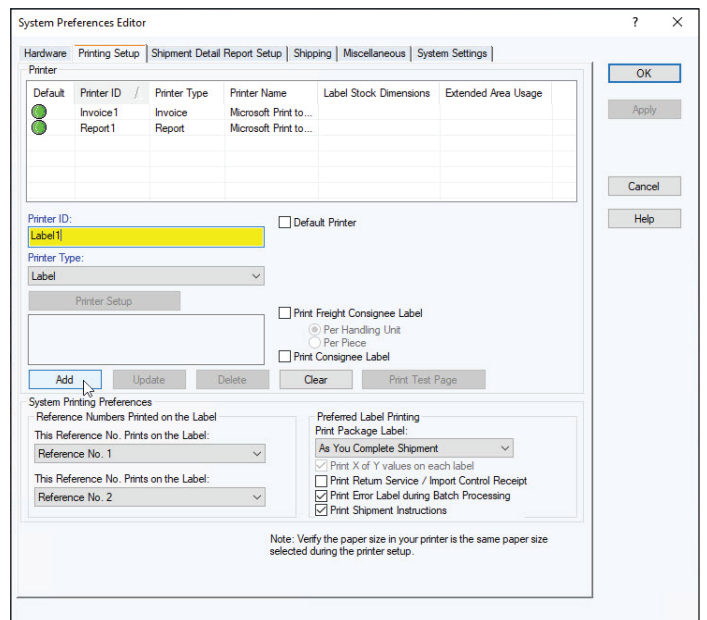 System Preferences Editor ? ×
Hardware Printing Setup Shipment Detail Report Setup Shipping Miscellaneous System Settings
Printer
Default Printer ID / Printer Type Printer Name Label Stock Dimensions Extended Area Usage
Invoice1 Invoice Microsoft Print to...
Report1 Report Microsoft Print to...
OK
Apply
Cancel
Help
Printer ID:
Label1
Default Printer
Printer Type:
Label
Printer Setup
Print Freight Consignee Label
Per Handling Unit
Per Piece
Print Consignee Label
Add Update Delete Clear Print Test Page
System Printing Preferences
Reference Numbers Printed on the Label
This Reference No. Prints on the Label:
Reference No. 1
This Reference No. Prints on the Label:
Reference No. 2
Preferred Label Printing
Print Package Label:
As You Complete Shipment
Print X of Y values on each label
Print Return Service / Import Control Receipt
Print Error Label during Batch Processing
Print Shipment Instructions
Note: Verify the paper size in your printer is the same paper size
selected during the printer setup.